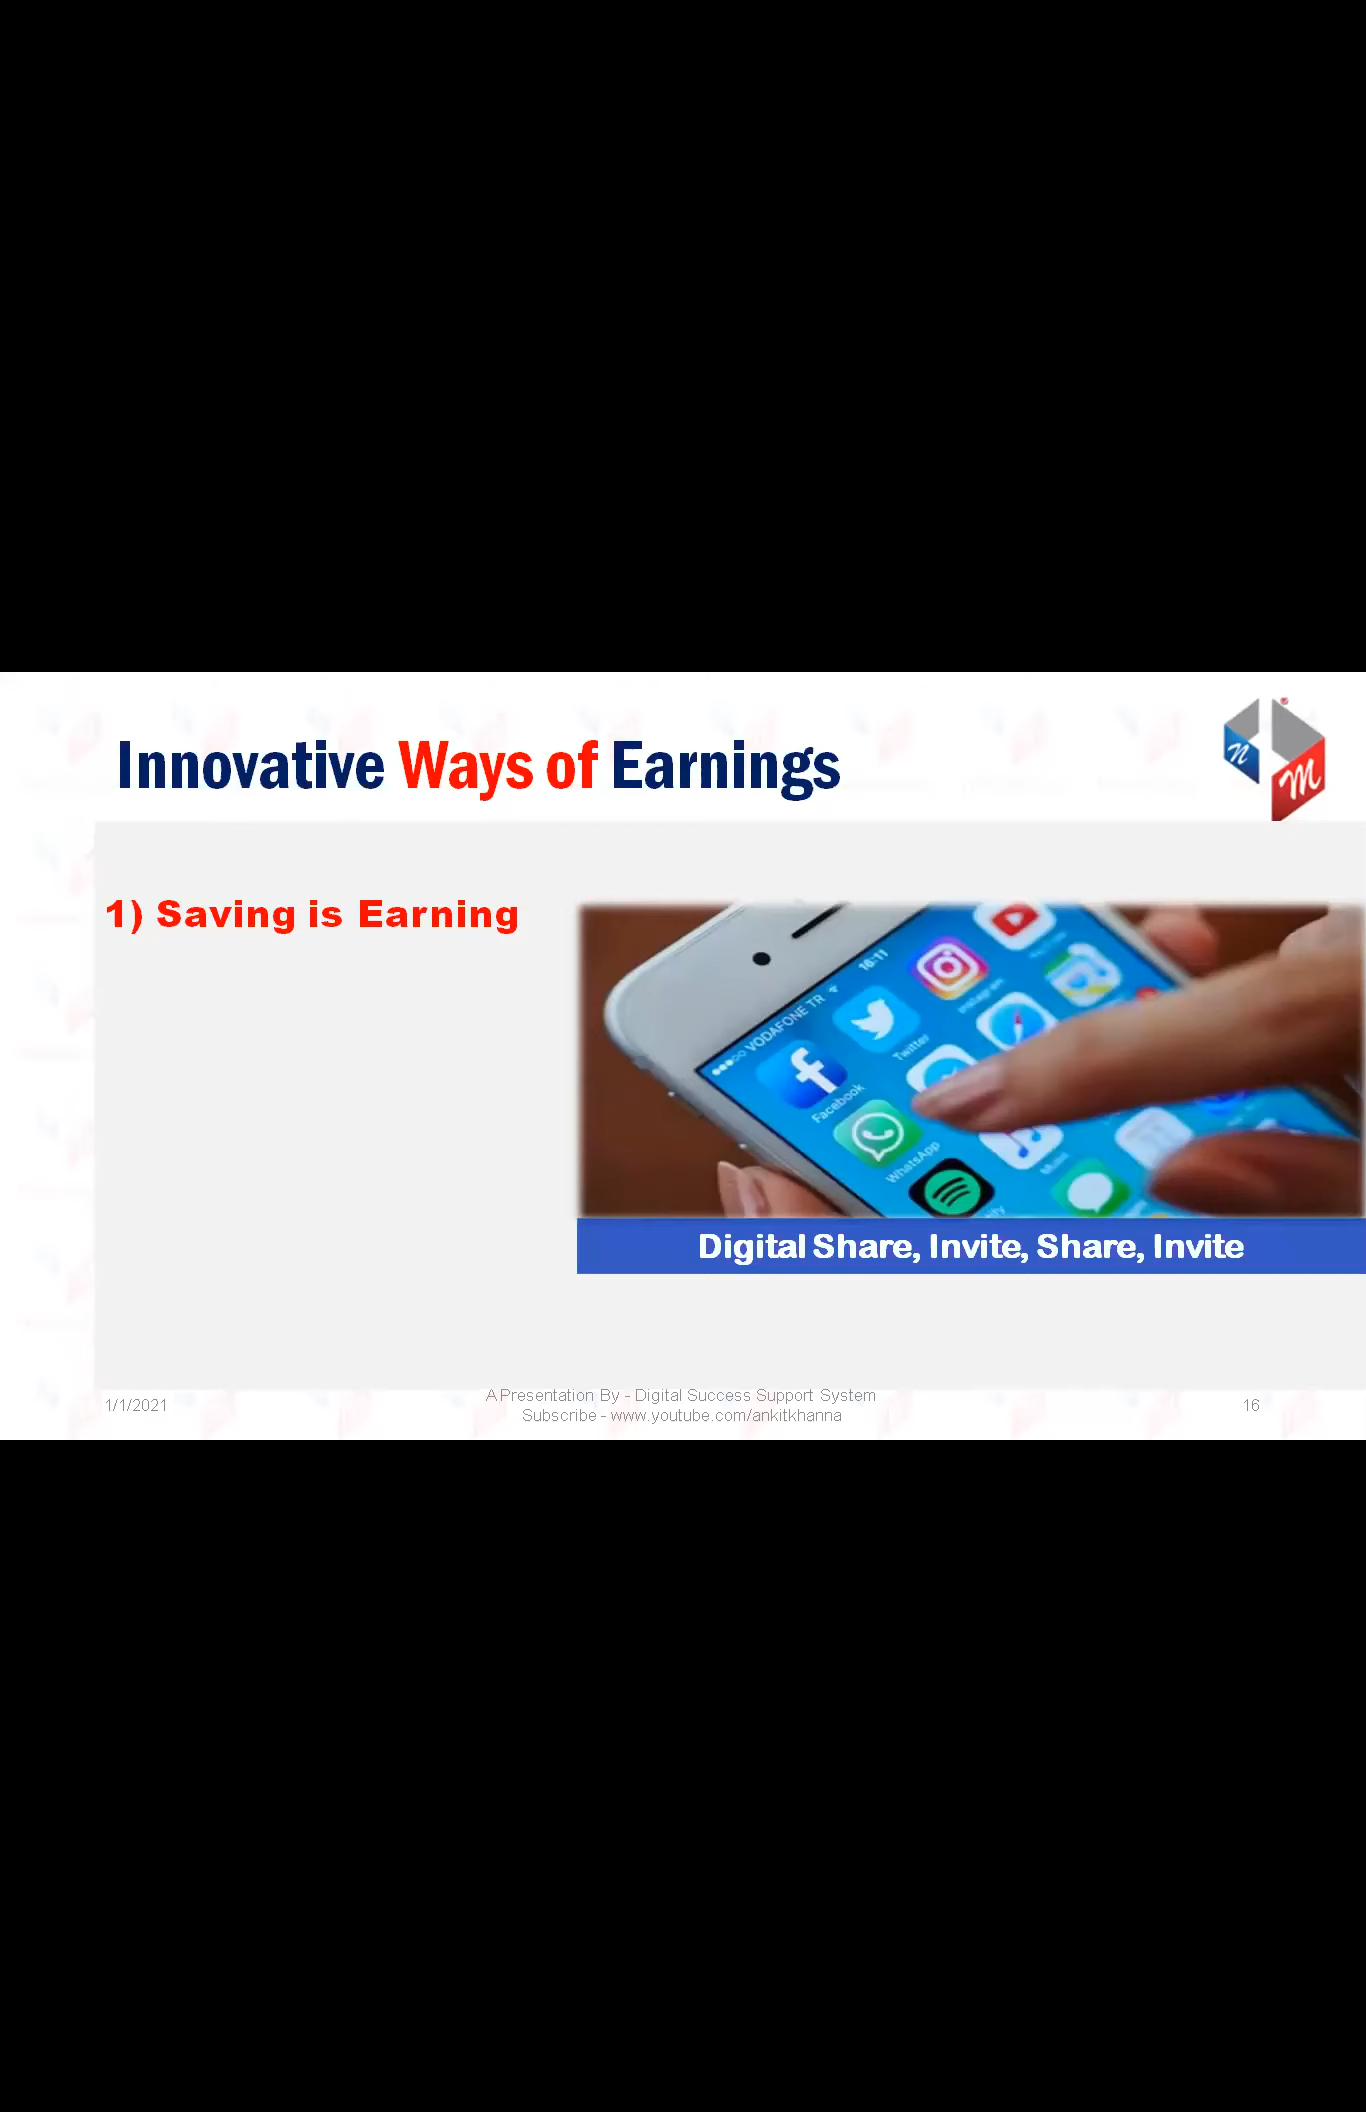 Innovative Ways of Earnings
n
m
1) Saving is Earning
VODAFONE TR
16:11
Facebook
Twitter
Instagram
WhatsApp
Music
Digital Share, Invite, Share, Invite
1/1/2021
A Presentation By - Digital Success Support System
Subscribe - www.youtube.com/ankitkhanna
16